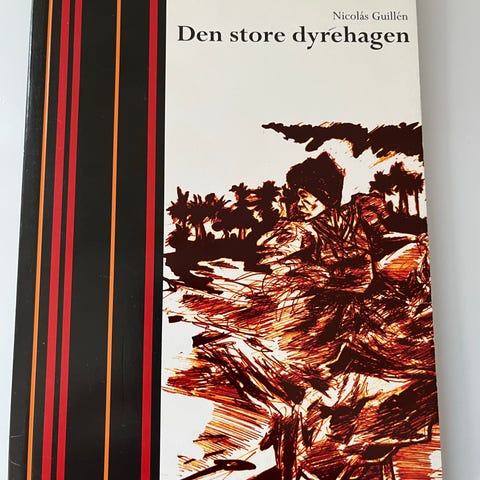 Nicolás Guillén
Den store dyrehagen